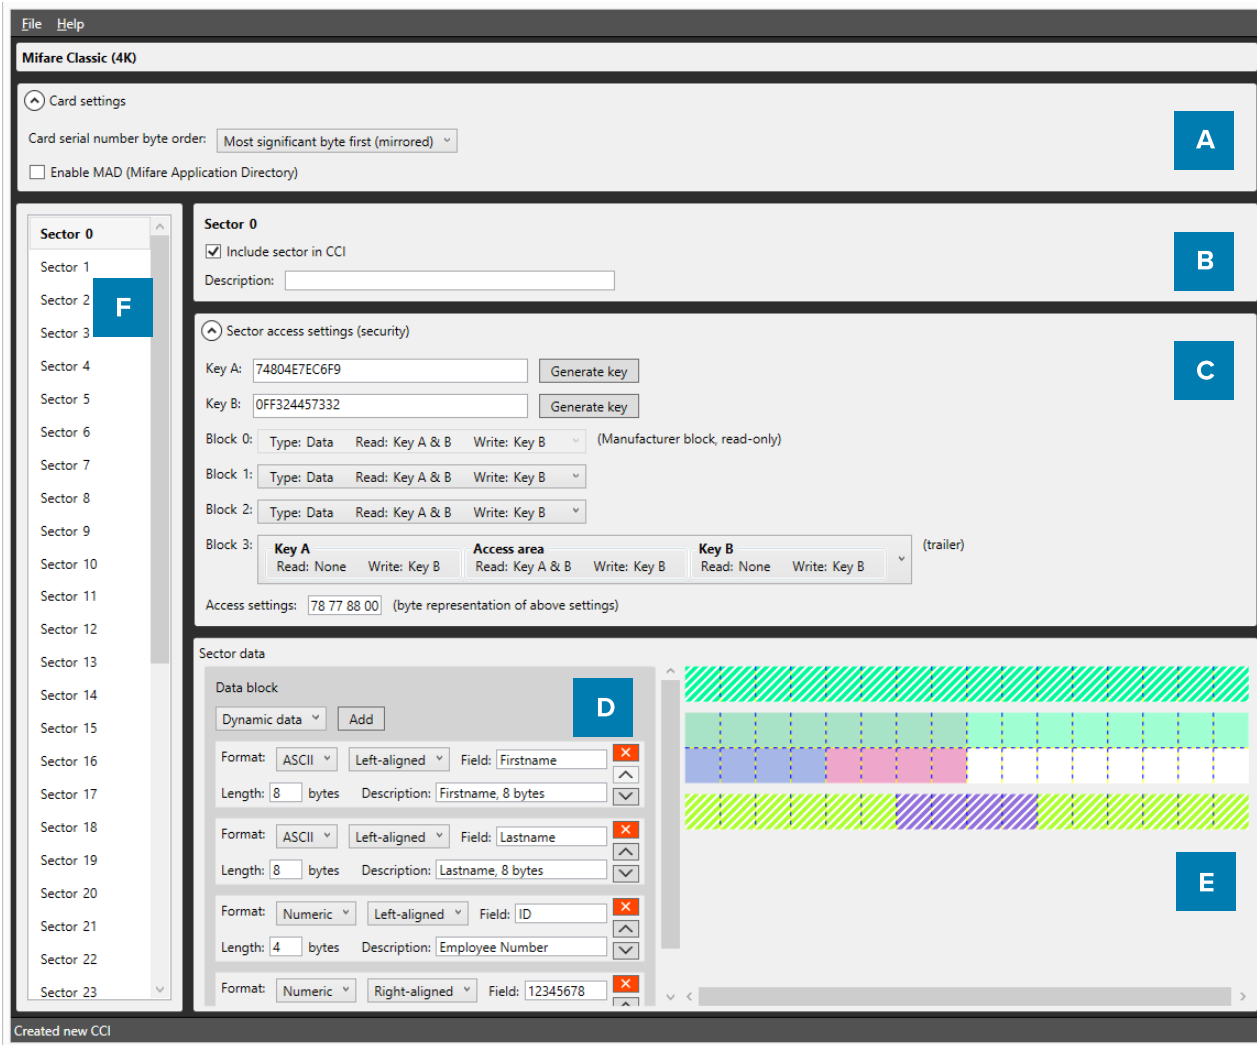 File Help
Mifare Classic (4K)
Card settings
Card serial number byte order: Most significant byte first (mirrored)
Enable MAD (Mifare Application Directory)
A
Sector 0
Sector 1
Sector 2
Sector 3
Sector 4
Sector 5
Sector 6
Sector 7
Sector 8
Sector 9
Sector 10
Sector 11
Sector 12
Sector 13
Sector 14
Sector 15
Sector 16
Sector 17
Sector 18
Sector 19
Sector 20
Sector 21
Sector 22
Sector 23
F
Sector 0
Include sector in CCI
Description:
B
Sector access settings (security)
Key A: 74804E7EC6F9 Generate key
Key B: 0FF324457332 Generate key
Block 0: Type: Data Read: Key A & B Write: Key B (Manufacturer block, read-only)
Block 1: Type: Data Read: Key A & B Write: Key B
Block 2: Type: Data Read: Key A & B Write: Key B
Block 3: Key A Access area Key B (trailer)
Read: None Write: Key B Read: Key A & B Write: Key B Read: None Write: Key B
Access settings: 78 77 88 00 (byte representation of above settings)
C
Sector data
Data block
Dynamic data Add
D
Format: ASCII Left-aligned Field: Firstname
Length: 8 bytes Description: Firstname, 8 bytes
Format: ASCII Left-aligned Field: Lastname
Length: 8 bytes Description: Lastname, 8 bytes
Format: Numeric Left-aligned Field: ID
Length: 4 bytes Description: Employee Number
Format: Numeric Right-aligned Field: 12345678
E
Created new CCI